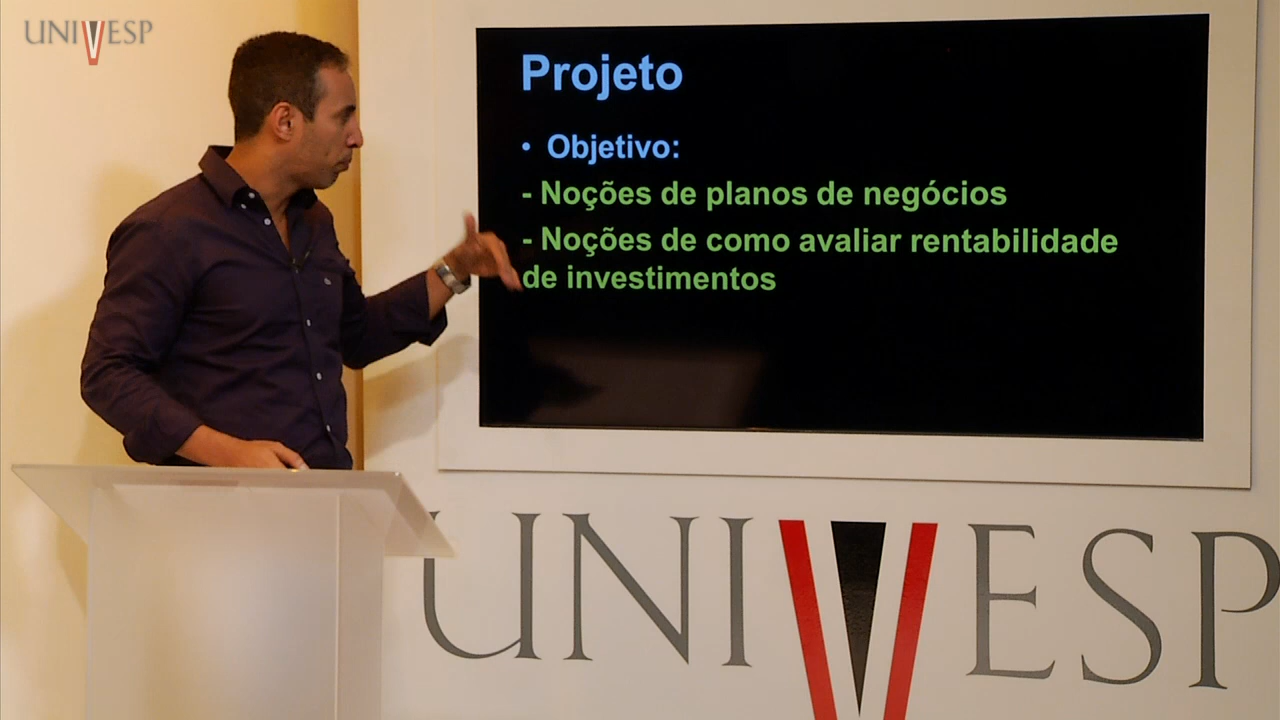 UNIVESP
Projeto
• Objetivo:
- Noções de planos de negócios
- Noções de como avaliar rentabilidade
de investimentos
UNIVESP